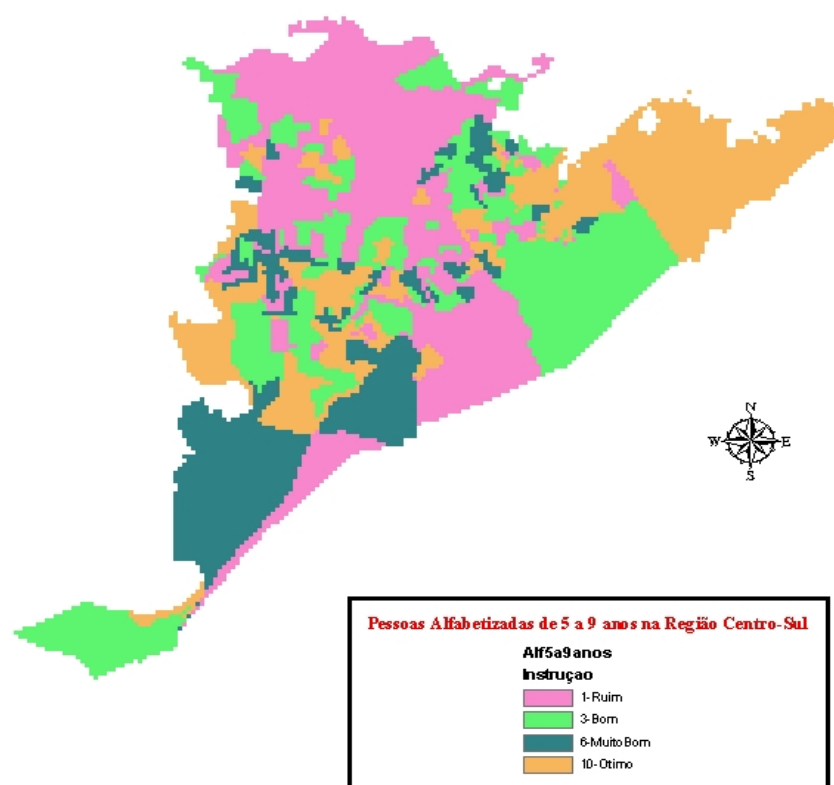 N
W E
S
Pessoas Alfabetizadas de 5 a 9 anos na Região Centro-Sul
Alf5a9anos
Instruçao
1-Ruim
3-Bom
6-Muito Bom
10-Otimo